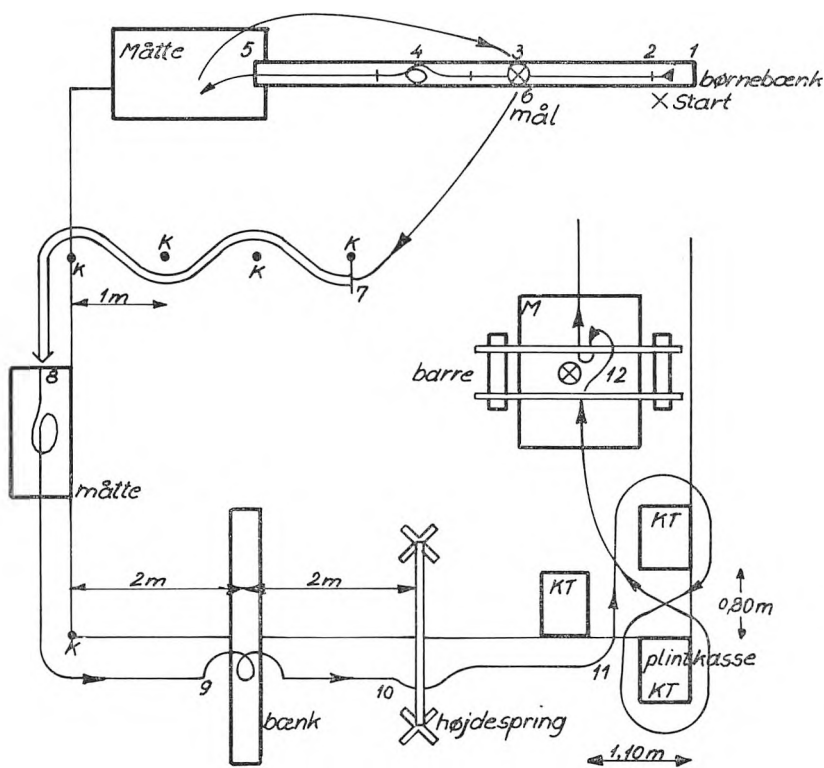 Måtte
5
4
3
2
1
børnebænk
Start
6
mål
K
K
K
K
7
1m
M
barre
12
8
måtte
KT
2m
2m
KT
0,80m
K
plintkasse
KT
9
10
11
bænk
højdespring
1,10m